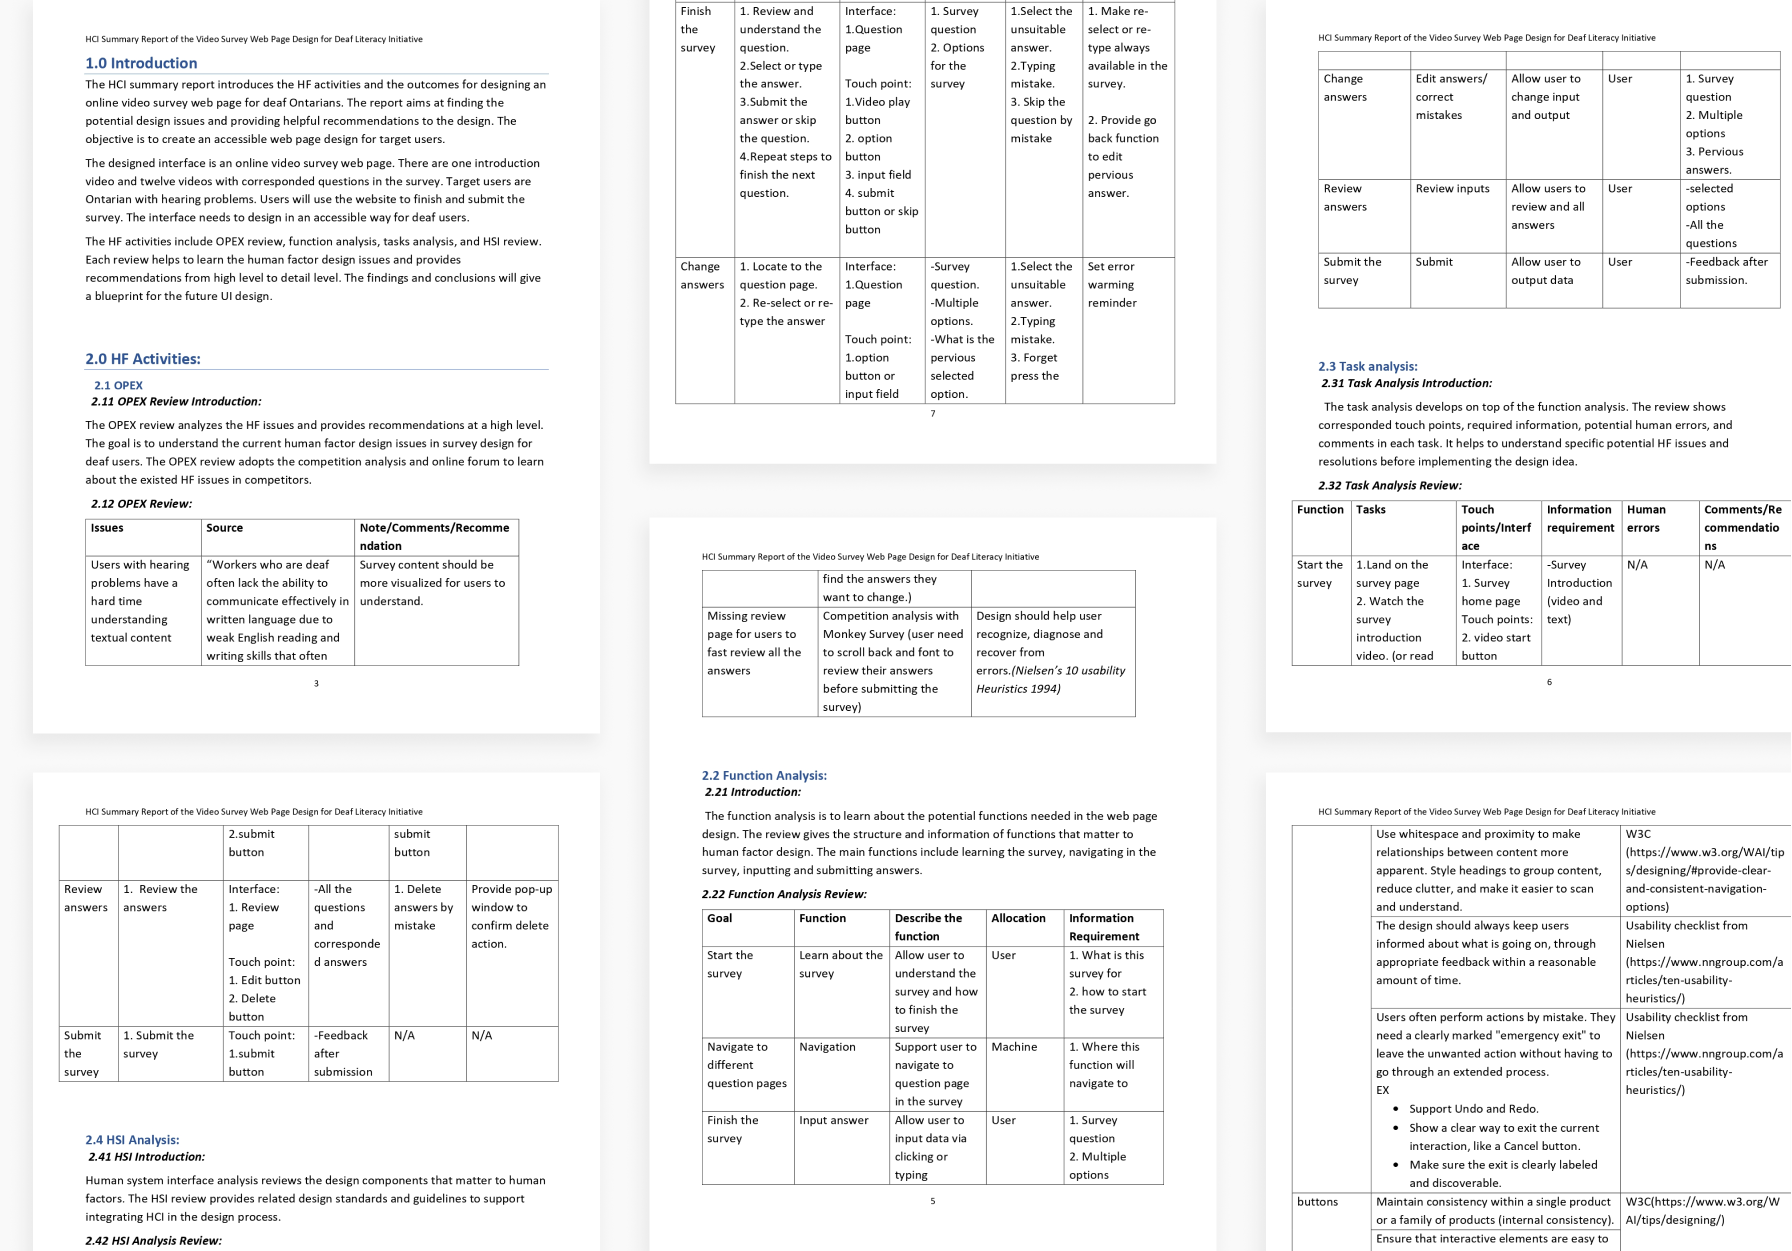 HCI Summary Report of the Video Survey Web Page Design for Deaf Literacy Initiative
1.0 Introduction
The HCI summary report introduces the HF activities and the outcomes for designing an
online video survey web page for deaf Ontarians. The report aims at finding the
potential design issues and providing helpful recommendations to the design. The
objective is to create an accessible web page design for target users.
The designed interface is an online video survey web page. There are one introduction
video and twelve videos with corresponded questions in the survey. Target users are
Ontarian with hearing problems. Users will use the website to finish and submit the
survey. The interface needs to design in an accessible way for deaf users.
The HF activities include OPEX review, function analysis, tasks analysis, and HSI review.
Each review helps to learn the human factor design issues and provides
recommendations from high level to detail level. The findings and conclusions will give
a blueprint for the future UI design.
2.0 HF Activities:
2.1 OPEX
2.11 OPEX Review Introduction:
The OPEX review analyzes the HF issues and provides recommendations at a high level.
The goal is to understand the current human factor design issues in survey design for
deaf users. The OPEX review adopts the competition analysis and online forum to learn
about the existed HF issues in competitors.
2.12 OPEX Review:
Issues
Source
Note/Comments/Recomme
ndation
Users with hearing
problems have a
hard time
understanding
textual content
“Workers who are deaf
often lack the ability to
communicate effectively in
written language due to
weak English reading and
writing skills that often
Survey content should be
more visualized for users to
understand.
3
HCI Summary Report of the Video Survey Web Page Design for Deaf Literacy Initiative
2.submit
button
submit
button
Review
answers
1. Review the
answers
Interface:
1. Review
page
Touch point:
1. Edit button
2. Delete
button
-All the
questions
and
corresponde
d answers
1. Delete
answers by
mistake
Provide pop-up
window to
confirm delete
action.
Submit
the
survey
1. Submit the
survey
Touch point:
1.submit
button
-Feedback
after
submission
N/A
N/A
2.4 HSI Analysis:
2.41 HSI Introduction:
Human system interface analysis reviews the design components that matter to human
factors. The HSI review provides related design standards and guidelines to support
integrating HCI in the design process.
2.42 HSI Analysis Review:
Finish
the
survey
1. Review and
understand the
question.
2.Select or type
the answer.
3.Submit the
answer or skip
the question.
4.Repeat steps to
finish the next
question.
Interface:
1.Question
page
Touch point:
1.Video play
button
2. option
button
3. input field
4. submit
button or skip
button
1. Survey
question
2. Options
for the
survey
1.Select the
unsuitable
answer.
2.Typing
mistake.
3. Skip the
question by
mistake
1. Make re-
select or re-
type always
available in the
survey.
2. Provide go
back function
to edit
pervious
answer.
Change
answers
1. Locate to the
question page.
2. Re-select or re-
type the answer
Interface:
1.Question
page
Touch point:
1.option
button or
input field
-Survey
question.
-Multiple
options.
-What is the
pervious
selected
option.
1.Select the
unsuitable
answer.
2.Typing
mistake.
3. Forget
press the
Set error
warming
reminder
7
HCI Summary Report of the Video Survey Web Page Design for Deaf Literacy Initiative
find the answers they
want to change.)
Missing review
page for users to
fast review all the
answers
Competition analysis with
Monkey Survey (user need
to scroll back and font to
review their answers
before submitting the
survey)
Design should help user
recognize, diagnose and
recover from
errors.(Nielsen’s 10 usability
Heuristics 1994)
2.2 Function Analysis:
2.21 Introduction:
The function analysis is to learn about the potential functions needed in the web page
design. The review gives the structure and information of functions that matter to
human factor design. The main functions include learning the survey, navigating in the
survey, inputting and submitting answers.
2.22 Function Analysis Review:
Goal
Function
Describe the
function
Allocation
Information
Requirement
Start the
survey
Learn about the
survey
Allow user to
understand the
survey and how
to finish the
survey
User
1. What is this
survey for
2. how to start
the survey
Navigate to
different
question pages
Navigation
Support user to
navigate to
question page
in the survey
Machine
1. Where this
function will
navigate to
Finish the
survey
Input answer
Allow user to
input data via
clicking or
typing
User
1. Survey
question
2. Multiple
options
5
HCI Summary Report of the Video Survey Web Page Design for Deaf Literacy Initiative
Change
answers
Edit answers/
correct
mistakes
Allow user to
change input
and output
User
1. Survey
question
2. Multiple
options
3. Pervious
answers.
Review
answers
Review inputs
Allow users to
review and all
answers
User
-selected
options
-All the
questions
Submit the
survey
Submit
Allow user to
output data
User
-Feedback after
submission.
2.3 Task analysis:
2.31 Task Analysis Introduction:
The task analysis develops on top of the function analysis. The review shows
corresponded touch points, required information, potential human errors, and
comments in each task. It helps to understand specific potential HF issues and
resolutions before implementing the design idea.
2.32 Task Analysis Review:
Function
Tasks
Touch
points/Interf
ace
Information
requirement
Human
errors
Comments/Re
commendatio
ns
Start the
survey
1.Land on the
survey page
2. Watch the
survey
introduction
video. (or read
Interface:
1. Survey
home page
Touch points:
2. video start
button
-Survey
Introduction
(video and
text)
N/A
N/A
6
HCI Summary Report of the Video Survey Web Page Design for Deaf Literacy Initiative
Use whitespace and proximity to make
relationships between content more
apparent. Style headings to group content,
reduce clutter, and make it easier to scan
and understand.
W3C
(https://www.w3.org/WAI/tip
s/designing/#provide-clear-
and-consistent-navigation-
options)
The design should always keep users
informed about what is going on, through
appropriate feedback within a reasonable
amount of time.
Usability checklist from
Nielsen
(https://www.nngroup.com/a
rticles/ten-usability-
heuristics/)
Users often perform actions by mistake. They
need a clearly marked "emergency exit" to
leave the unwanted action without having to
go through an extended process.
EX
• Support Undo and Redo.
• Show a clear way to exit the current
interaction, like a Cancel button.
• Make sure the exit is clearly labeled
and discoverable.
Usability checklist from
Nielsen
(https://www.nngroup.com/a
rticles/ten-usability-
heuristics/)
buttons
Maintain consistency within a single product
or a family of products (internal consistency).
W3C(https://www.w3.org/W
AI/tips/designing/)
Ensure that interactive elements are easy to